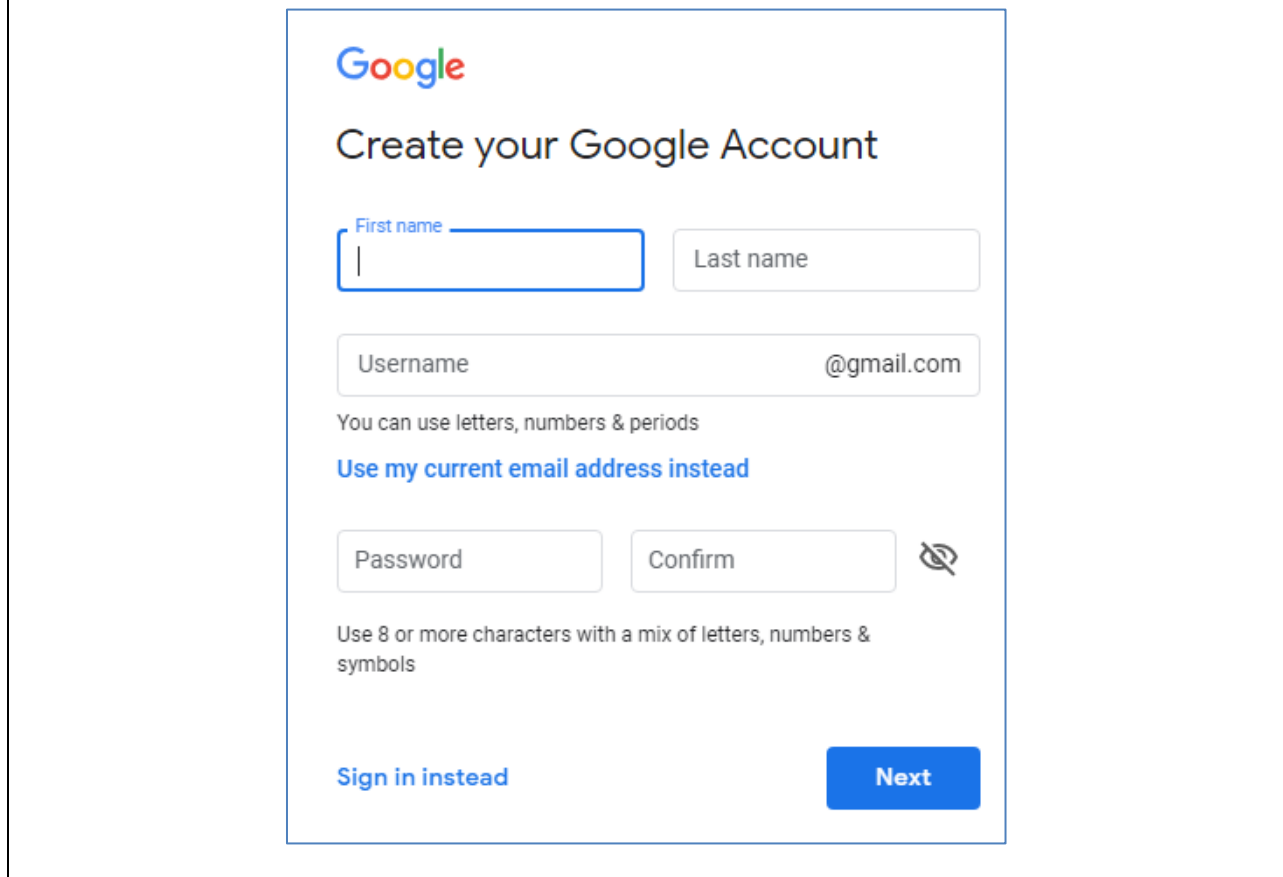 Google
Create your Google Account
First name
Last name
Username @gmail.com
You can use letters, numbers & periods
Use my current email address instead
Password Confirm
Use 8 or more characters with a mix of letters, numbers &
symbols
Sign in instead Next